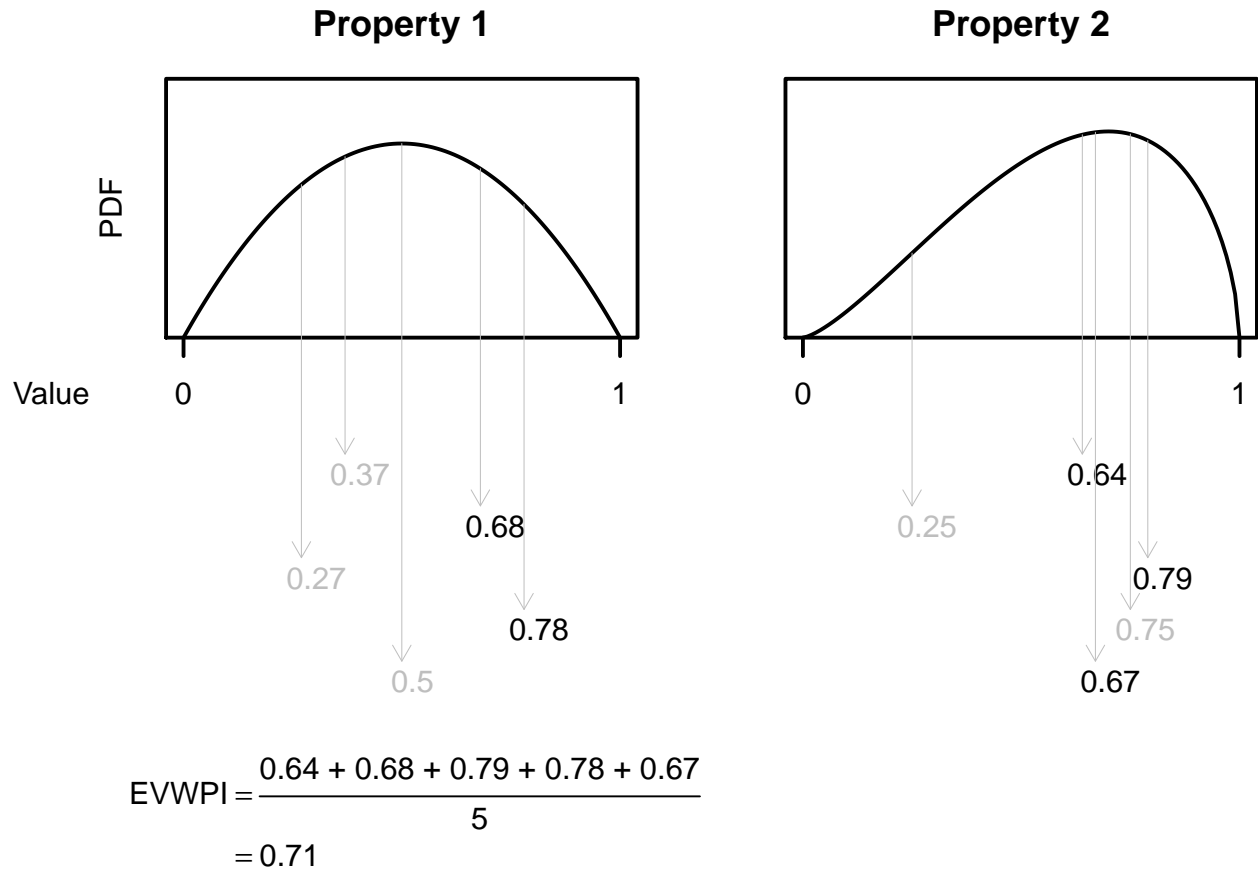 Property 1 Property 2
PDF
Value 0 1 0 1
0.37 0.64
0.68 0.25
0.27 0.79
0.78 0.75
0.5 0.67
EVWPI = (0.64 + 0.68 + 0.79 + 0.78 + 0.67) / 5
= 0.71